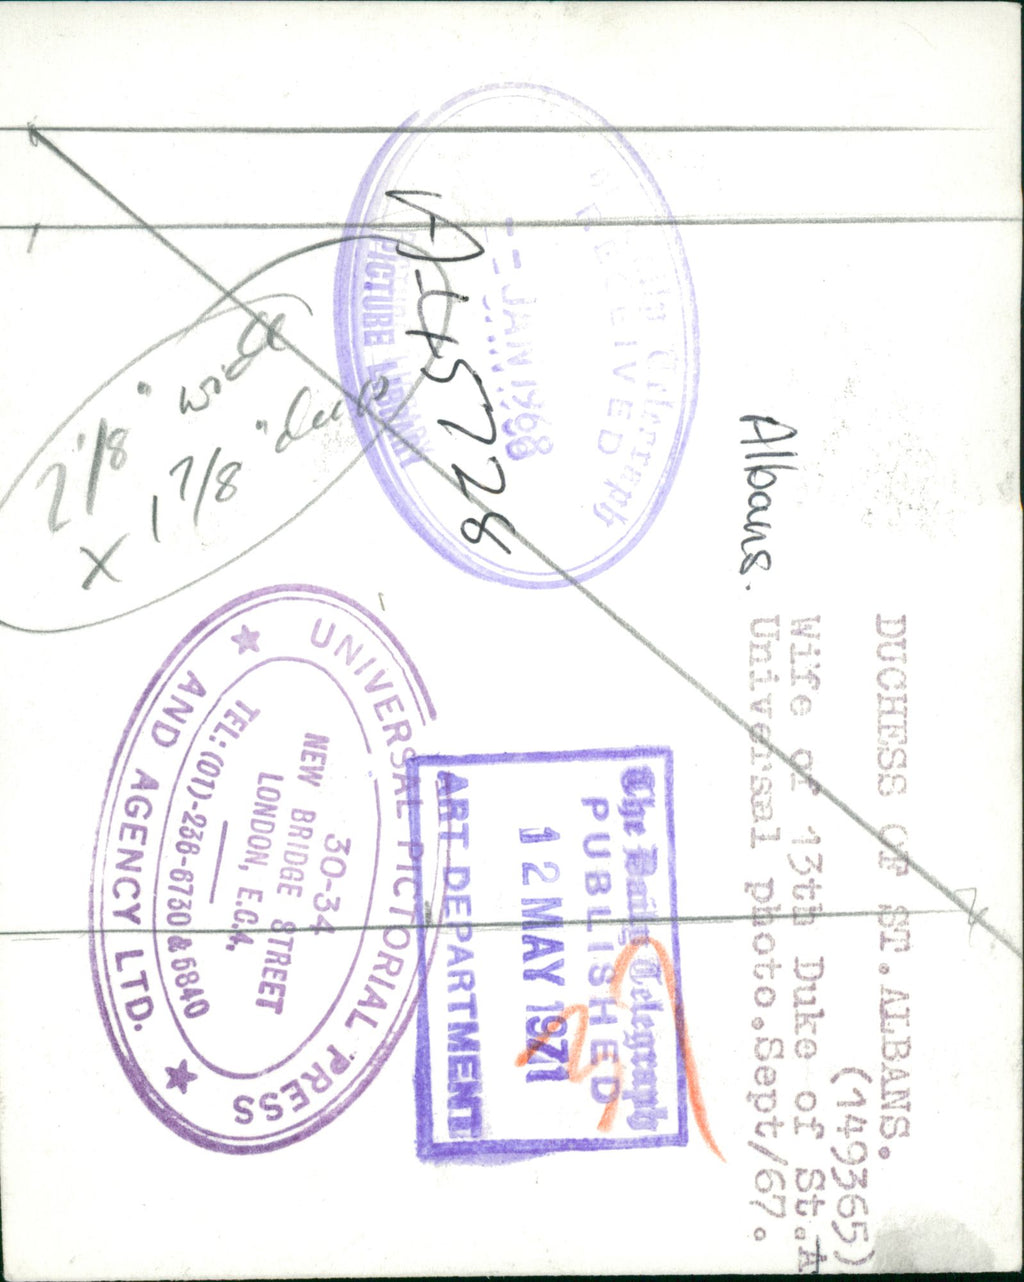 DUCHESS OF ST.ALBANS.
(149365)
Wife of 13th Duke of St.A
Albans.
Universal photo.Sept/67.
RECEIVED
-- JAN 1968
PICTURE LIBRARY
45728
2 1/8" wide
x 1 7/8 "deep
The Daily Telegraph
PUBLISHED
12 MAY 1971
ART DEPARTMENT
UNIVERSAL PICTORIAL PRESS
AND AGENCY LTD.
30-34
NEW BRIDGE STREET
LONDON, E.C.4.
TEL: (01)-236-6730 & 6840